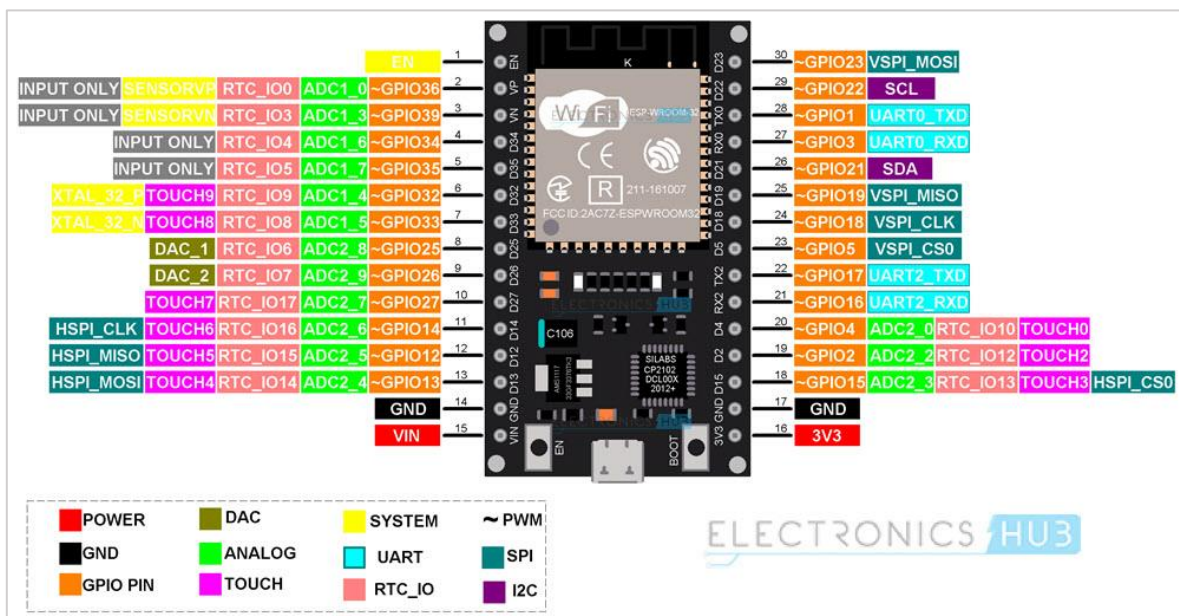 EN 1 EN K D23 30 ~GPIO23 VSPI_MOSI
INPUT ONLY SENSORVP RTC_IO0 ADC1_0 ~GPIO36 2 VP D22 29 ~GPIO22 SCL
INPUT ONLY SENSORVN RTC_IO3 ADC1_3 ~GPIO39 3 VN WiFi ESP-WROOM-32 TX0 28 ~GPIO1 UART0_TXD
INPUT ONLY RTC_IO4 ADC1_6 ~GPIO34 4 D34 CE RX0 27 ~GPIO3 UART0_RXD
INPUT ONLY RTC_IO5 ADC1_7 ~GPIO35 5 D35 D21 26 ~GPIO21 SDA
XTAL_32_P TOUCH9 RTC_IO9 ADC1_4 ~GPIO32 6 D32 R 211-161007 D19 25 ~GPIO19 VSPI_MISO
XTAL_32_N TOUCH8 RTC_IO8 ADC1_5 ~GPIO33 7 D33 FCC ID:2AC7Z-ESPWROOM32 D18 24 ~GPIO18 VSPI_CLK
DAC_1 RTC_IO6 ADC2_8 ~GPIO25 8 D25 D5 23 ~GPIO5 VSPI_CS0
DAC_2 RTC_IO7 ADC2_9 ~GPIO26 9 D26 TX2 22 ~GPIO17 UART2_TXD
TOUCH7 RTC_IO17 ADC2_7 ~GPIO27 10 D27 RX2 21 ~GPIO16 UART2_RXD
HSPI_CLK TOUCH6 RTC_IO16 ADC2_6 ~GPIO14 11 D14 C106 D4 20 ~GPIO4 ADC2_0 RTC_IO10 TOUCH0
HSPI_MISO TOUCH5 RTC_IO15 ADC2_5 ~GPIO12 12 D12 D2 19 ~GPIO2 ADC2_2 RTC_IO12 TOUCH2
HSPI_MOSI TOUCH4 RTC_IO14 ADC2_4 ~GPIO13 13 D13 D15 18 ~GPIO15 ADC2_3 RTC_IO13 TOUCH3 HSPI_CS0
AMS1117
SILABS
CP2102
DCL00X
2012+
GND 14 GND GND 17 GND
VIN 15 VIN EN BOOT 3V3 16 3V3
POWER DAC SYSTEM ~ PWM
GND ANALOG UART SPI
GPIO PIN TOUCH RTC_IO I2C
ELECTRONICS HUB